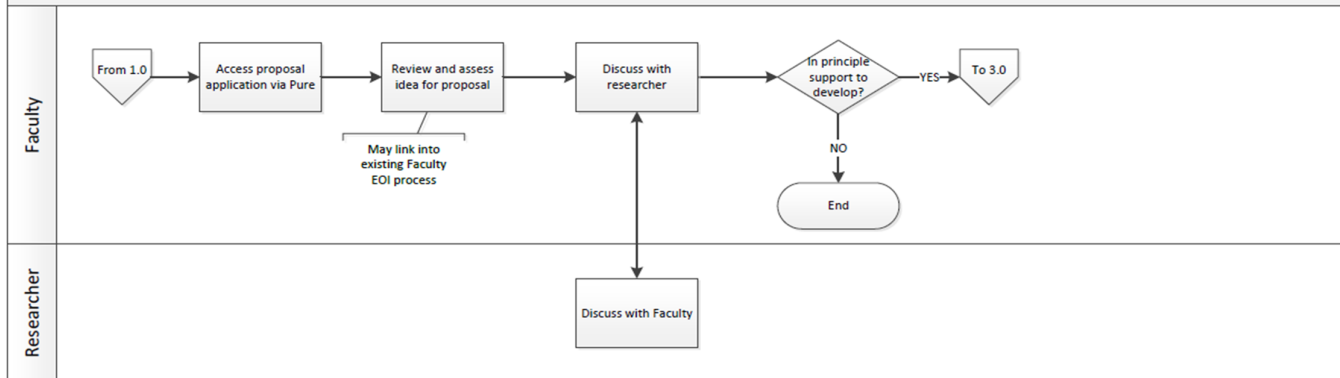 Faculty
From 1.0
Access proposal
application via Pure
Review and assess
idea for proposal
May link into
existing Faculty
EOI process
Discuss with
researcher
In principle
support to
develop?
YES
To 3.0
NO
End
Researcher
Discuss with Faculty